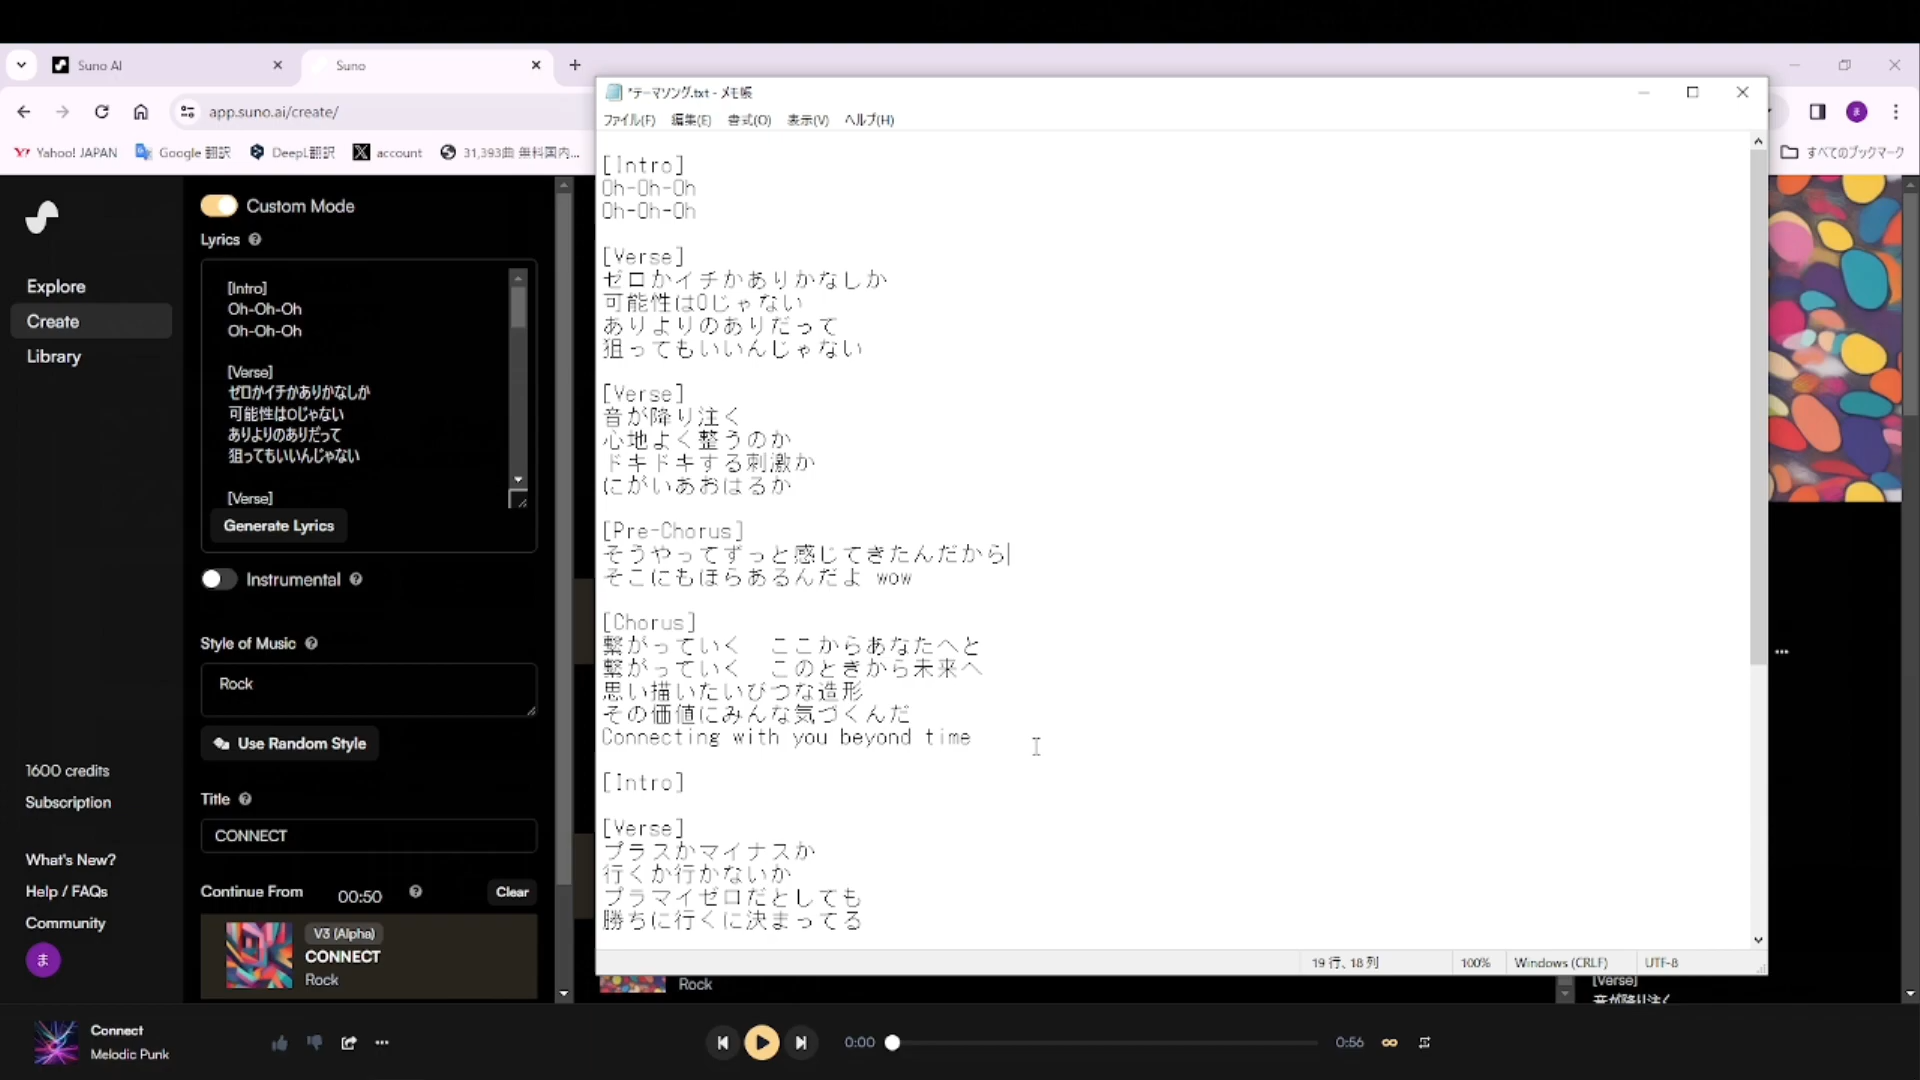 Suno AI
Suno
app.suno.ai/create/
Yahoo! JAPAN
Google 翻訳
DeepL翻訳
account
31,393曲 無料国内...
すべてのブックマーク
ま
Explore
Create
Library
1600 credits
Subscription
What's New?
Help / FAQs
Community
ま
Custom Mode
Lyrics
[Intro]
Oh-Oh-Oh
Oh-Oh-Oh
[Verse]
ゼロかイチかありかなしか
可能性は0じゃない
ありよりのありだって
狙ってもいいんじゃない
[Verse]
Generate Lyrics
Instrumental
Style of Music
Rock
Use Random Style
Title
CONNECT
Continue From 00:50 Clear
V3 (Alpha)
CONNECT
Rock
*テーマソング.txt - メモ帳
ファイル(F) 編集(E) 書式(O) 表示(V) ヘルプ(H)
[Intro]
Oh-Oh-Oh
Oh-Oh-Oh
[Verse]
ゼロかイチかありかなしか
可能性は0じゃない
ありよりのありだって
狙ってもいいんじゃない
[Verse]
音が降り注ぐ
心地よく整うのか
ドキドキする刺激か
にがいあおはるか
[Pre-Chorus]
そうやってずっと感じてきたんだから
そこにもほらあるんだよ wow
[Chorus]
繋がっていく　ここからあなたへと
繋がっていく　このときから未来へ
思い描いたいびつな造形
その価値にみんな気づくんだ
Connecting with you beyond time
[Intro]
[Verse]
プラスかマイナスか
行くか行かないか
プラマイゼロだとしても
勝ちに行くに決まってる
19 行、18 列
100%
Windows (CRLF)
UTF-8
Rock
[Verse]
音が降り注ぐ
Connect
Melodic Punk
0:00
0:56